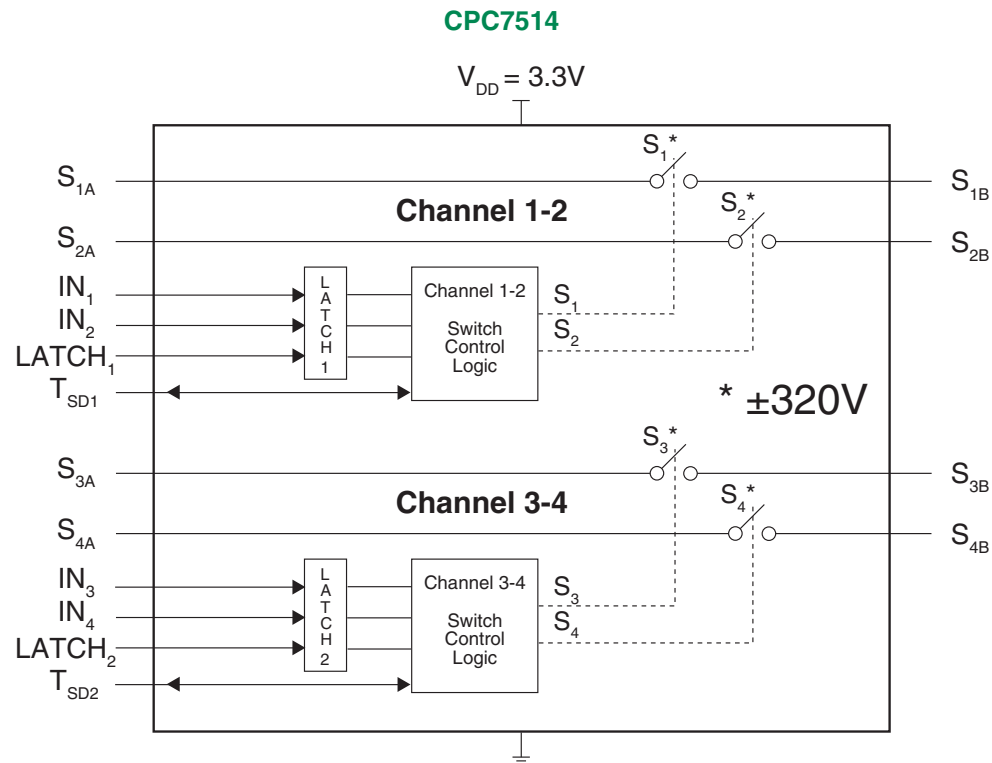 CPC7514
V_DD = 3.3V
S_1*
S_1A
S_1B
Channel 1-2
S_2*
S_2A
S_2B
IN_1
IN_2
LATCH_1
T_SD1
LATCH 1
Channel 1-2
Switch
Control
Logic
S_1
S_2
* ±320V
S_3*
S_3A
S_3B
Channel 3-4
S_4*
S_4A
S_4B
IN_3
IN_4
LATCH_2
T_SD2
LATCH 2
Channel 3-4
Switch
Control
Logic
S_3
S_4